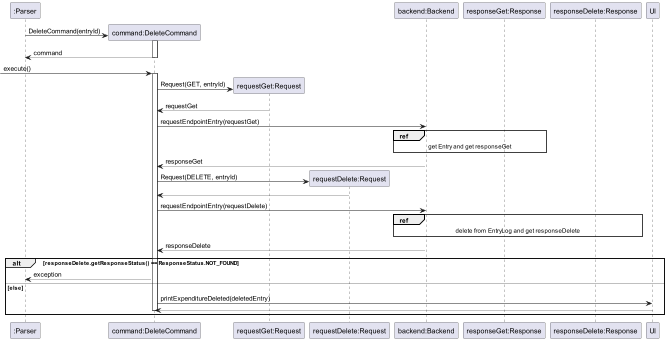 :Parser
command:DeleteCommand
backend:Backend
responseGet:Response
responseDelete:Response
UI
DeleteCommand(entryId)
command
execute()
Request(GET, entryId)
requestGet:Request
requestGet
requestEndpointEntry(requestGet)
ref
get Entry and get responseGet
responseGet
Request(DELETE, entryId)
requestDelete:Request
requestEndpointEntry(requestDelete)
ref
delete from EntryLog and get responseDelete
responseDelete
alt
[responseDelete.getResponseStatus() == ResponseStatus.NOT_FOUND]
exception
[else]
printExpenditureDeleted(deletedEntry)
:Parser
command:DeleteCommand
requestGet:Request
requestDelete:Request
backend:Backend
responseGet:Response
responseDelete:Response
UI